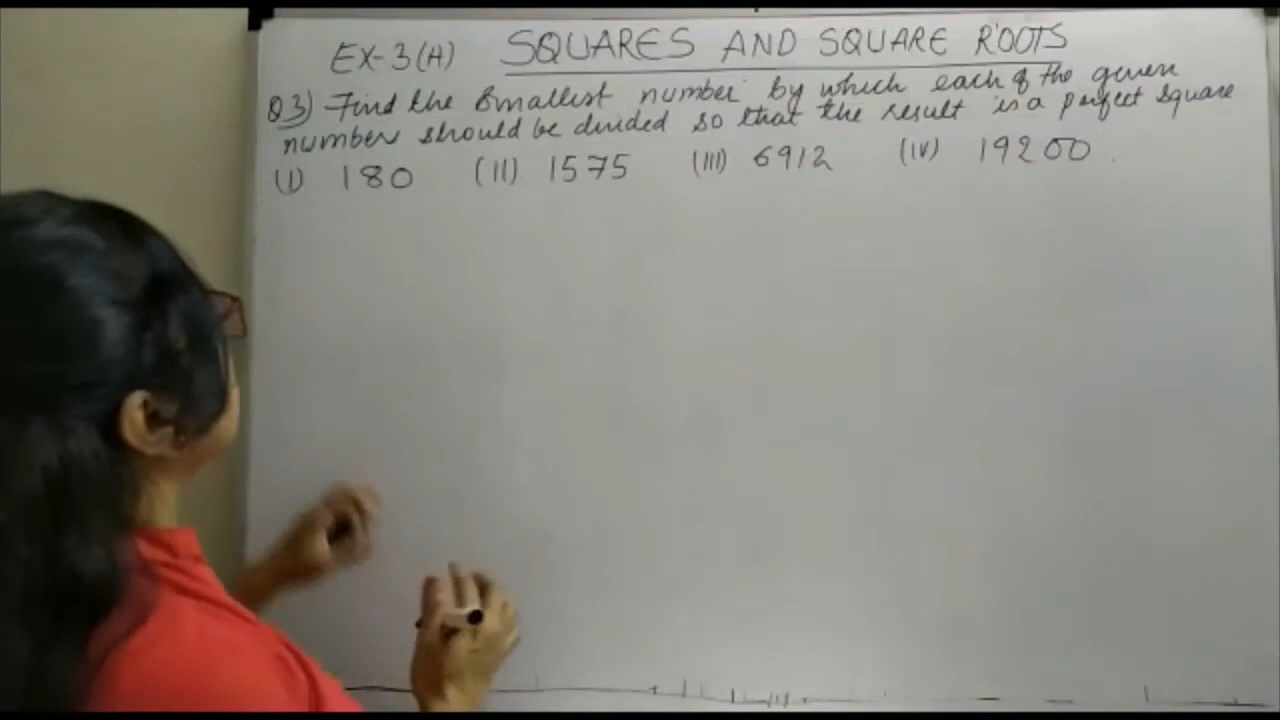 EX-3(A) SQUARES AND SQUARE ROOTS
Q3) Find the smallest number by which each of the given
number should be divided so that the result is a perfect square
(I) 180 (II) 1575 (III) 6912 (IV) 19200